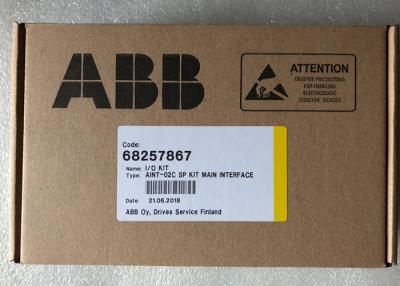 ABB
ATTENTION
OBSERVE PRECAUTIONS
FOR HANDLING
ELECTROSTATIC
SENSITIVE DEVICES
Code:
68257867
Name: I/O KIT
Type: AINT-02C SP KIT MAIN INTERFACE
Date: 21.06.2018
ABB Oy, Drives Service Finland